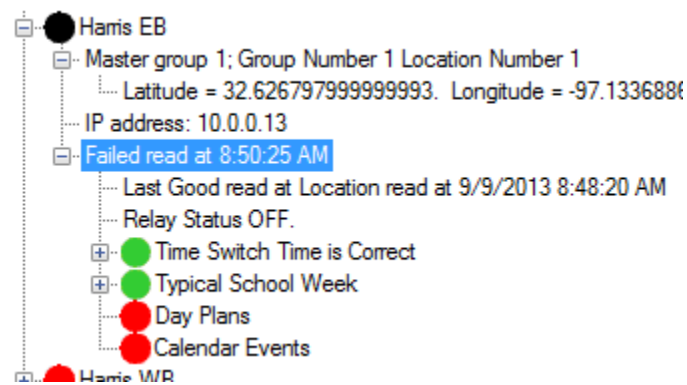 Harris EB
Master group 1; Group Number 1 Location Number 1
Latitude = 32.626797999999993. Longitude = -97.1336886
IP address: 10.0.0.13
Failed read at 8:50:25 AM
Last Good read at Location read at 9/9/2013 8:48:20 AM
Relay Status OFF.
Time Switch Time is Correct
Typical School Week
Day Plans
Calendar Events
Harris WB